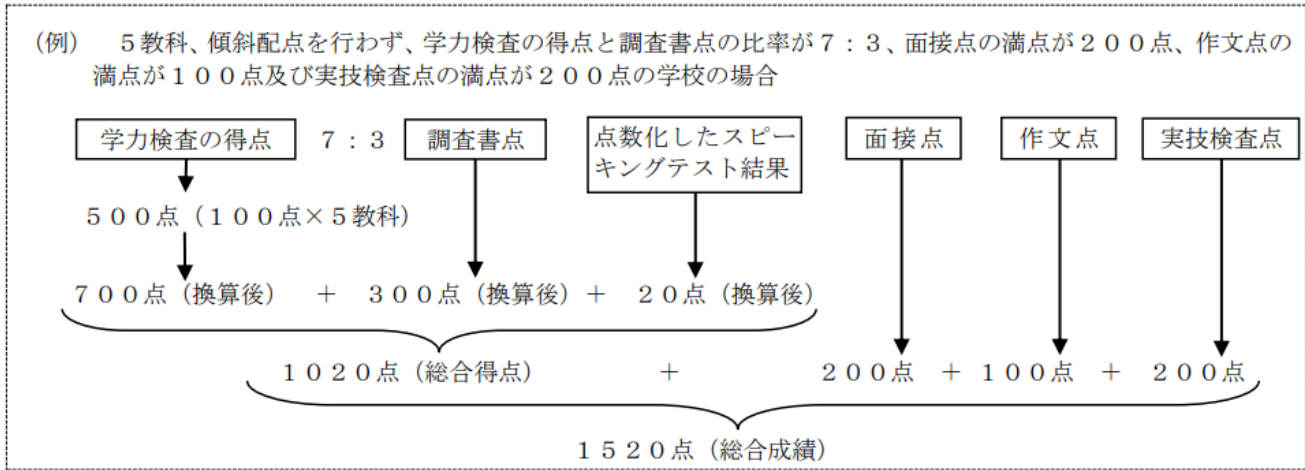 (例) 5教科、傾斜配点を行わず、学力検査の得点と調査書点の比率が7:3、面接点の満点が200点、作文点の
満点が100点及び実技検査点の満点が200点の学校の場合
学力検査の得点 7:3 調査書点 点数化したスピー
キングテスト結果 面接点 作文点 実技検査点
500点(100点×5教科)
700点(換算後) + 300点(換算後)+ 20点(換算後)
1020点(総合得点) + 200点 +100点 + 200点
1520点(総合成績)